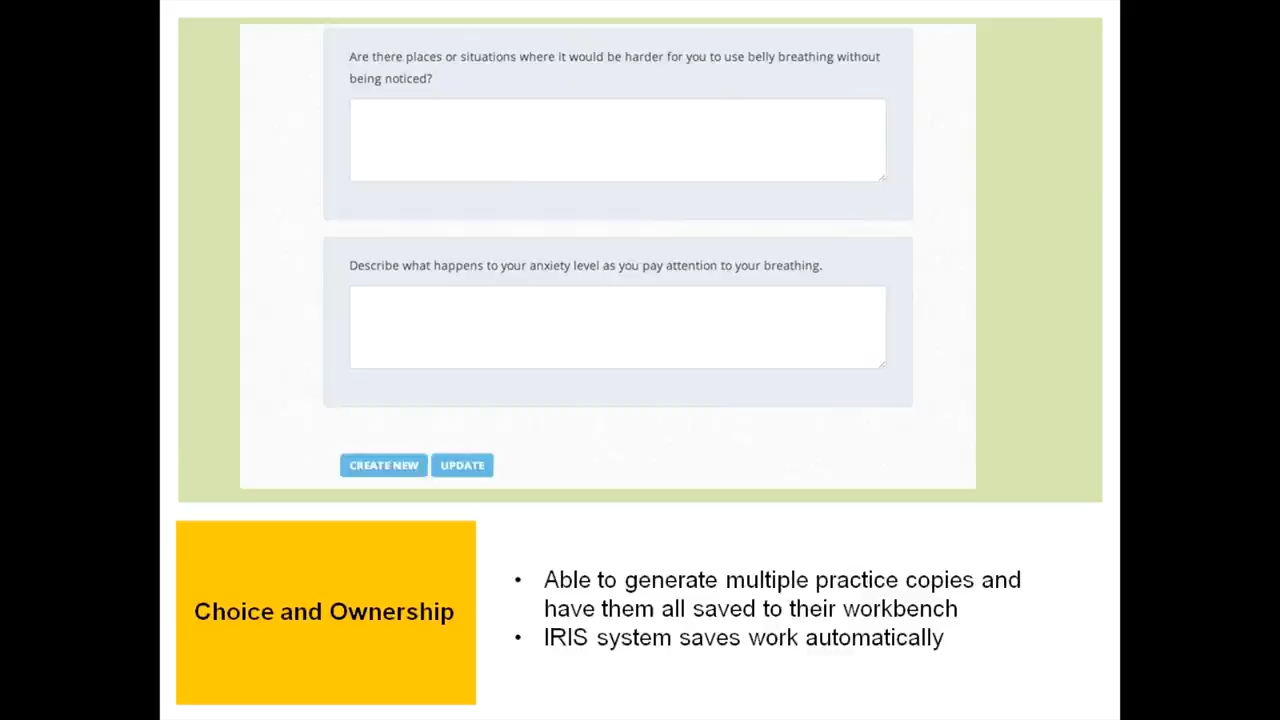 Are there places or situations where it would be harder for you to use belly breathing without
being noticed?
Describe what happens to your anxiety level as you pay attention to your breathing.
CREATE NEW UPDATE
Choice and Ownership
• Able to generate multiple practice copies and
have them all saved to their workbench
• IRIS system saves work automatically